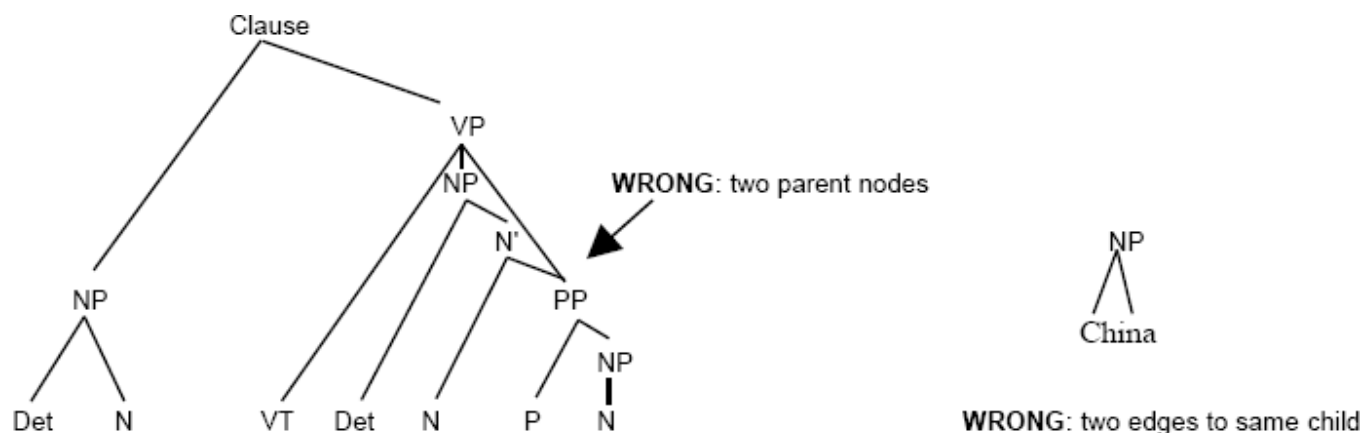 Clause
VP
NP
WRONG: two parent nodes
N'
NP
NP
PP
China
NP
Det N VT Det N P N
WRONG: two edges to same child